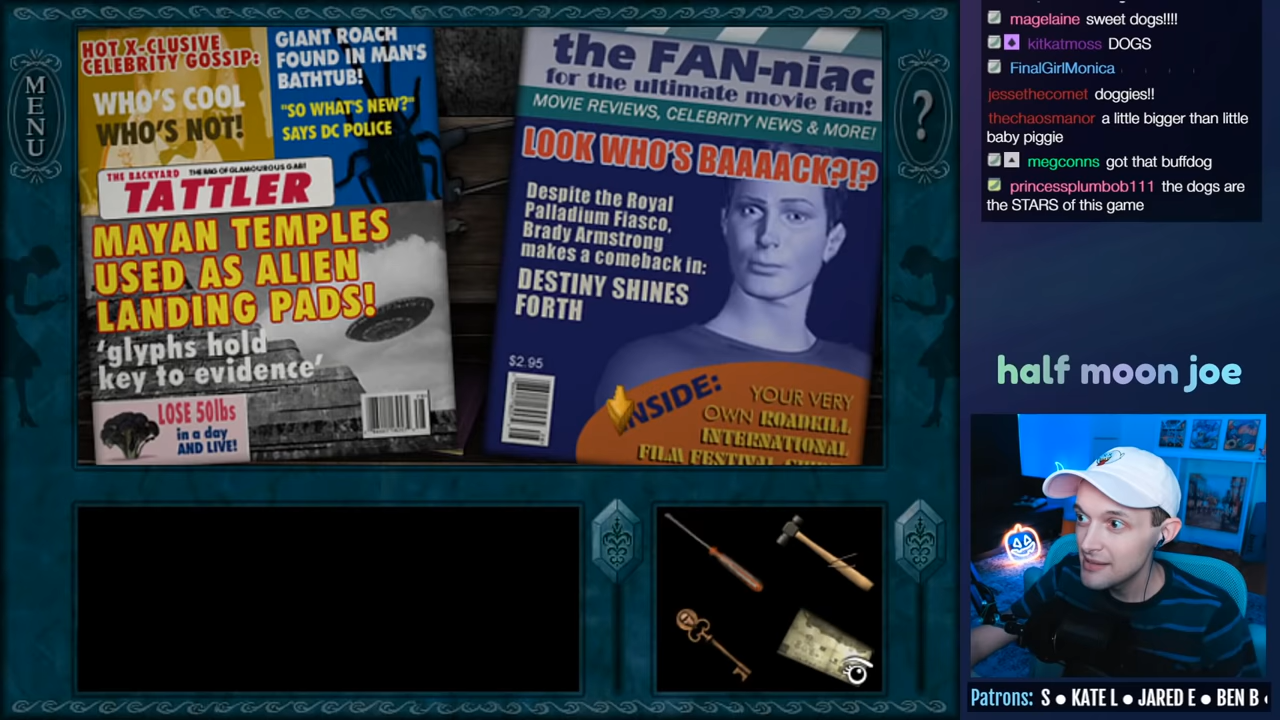 MENU
HOT X-CLUSIVE
CELEBRITY GOSSIP:
WHO'S COOL
WHO'S NOT!
GIANT ROACH
FOUND IN MAN'S
BATHTUB!
"SO WHAT'S NEW?"
SAYS DC POLICE
THE BACKYARD THE RAG OF GLAMOUROUS GAB!
TATTLER
MAYAN TEMPLES
USED AS ALIEN
LANDING PADS!
'glyphs hold
key to evidence'
LOSE 50lbs
in a day
AND LIVE!
the FAN-niac
for the ultimate movie fan!
MOVIE REVIEWS, CELEBRITY NEWS & MORE!
LOOK WHO'S BAAAACK?!?
Despite the Royal
Palladium Fiasco,
Brady Armstrong
makes a comeback in:
DESTINY SHINES
FORTH
$2.95
INSIDE:
YOUR VERY
OWN ROADKILL
INTERNATIONAL
FILM FESTIVAL
?
magelaine sweet dogs!!!!
kitkatmoss DOGS
FinalGirlMonica
jessethecomet doggies!!
thechaosmanor a little bigger than little
baby piggie
megconns got that buffdog
princessplumbob111 the dogs are
the STARS of this game
half moon joe
Patrons: S ● KATE L ● JARED E ● BEN B